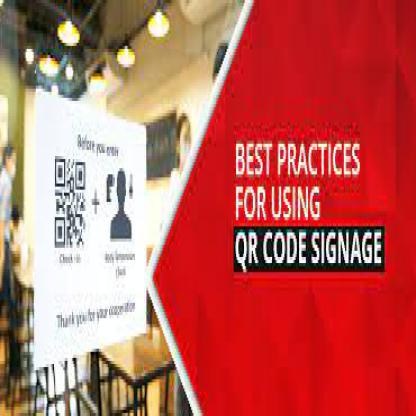 Before you enter
+
Check - in
Body Temperature
check
Thank you for your cooperation
BEST PRACTICES
FOR USING
QR CODE SIGNAGE